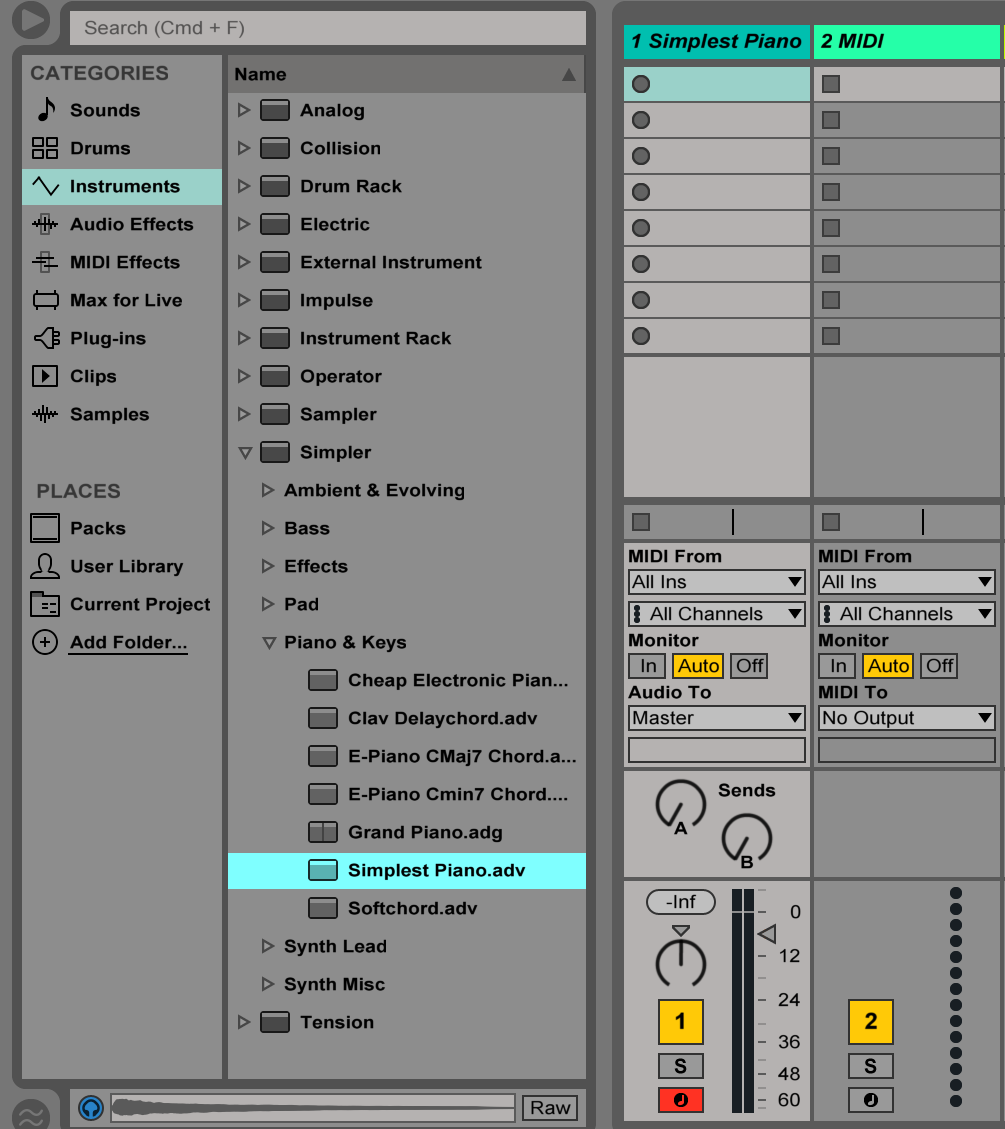 Search (Cmd + F)
CATEGORIES
Sounds
Drums
Instruments
Audio Effects
MIDI Effects
Max for Live
Plug-ins
Clips
Samples
PLACES
Packs
User Library
Current Project
Add Folder...
Name
Analog
Collision
Drum Rack
Electric
External Instrument
Impulse
Instrument Rack
Operator
Sampler
Simpler
Ambient & Evolving
Bass
Effects
Pad
Piano & Keys
Cheap Electronic Pian...
Clav Delaychord.adv
E-Piano CMaj7 Chord.a...
E-Piano Cmin7 Chord....
Grand Piano.adg
Simplest Piano.adv
Softchord.adv
Synth Lead
Synth Misc
Tension
Raw
1 Simplest Piano
MIDI From
All Ins
All Channels
Monitor
In Auto Off
Audio To
Master
Sends
A
B
-Inf
0
12
24
36
48
60
1
S
2 MIDI
MIDI From
All Ins
All Channels
Monitor
In Auto Off
MIDI To
No Output
2
S